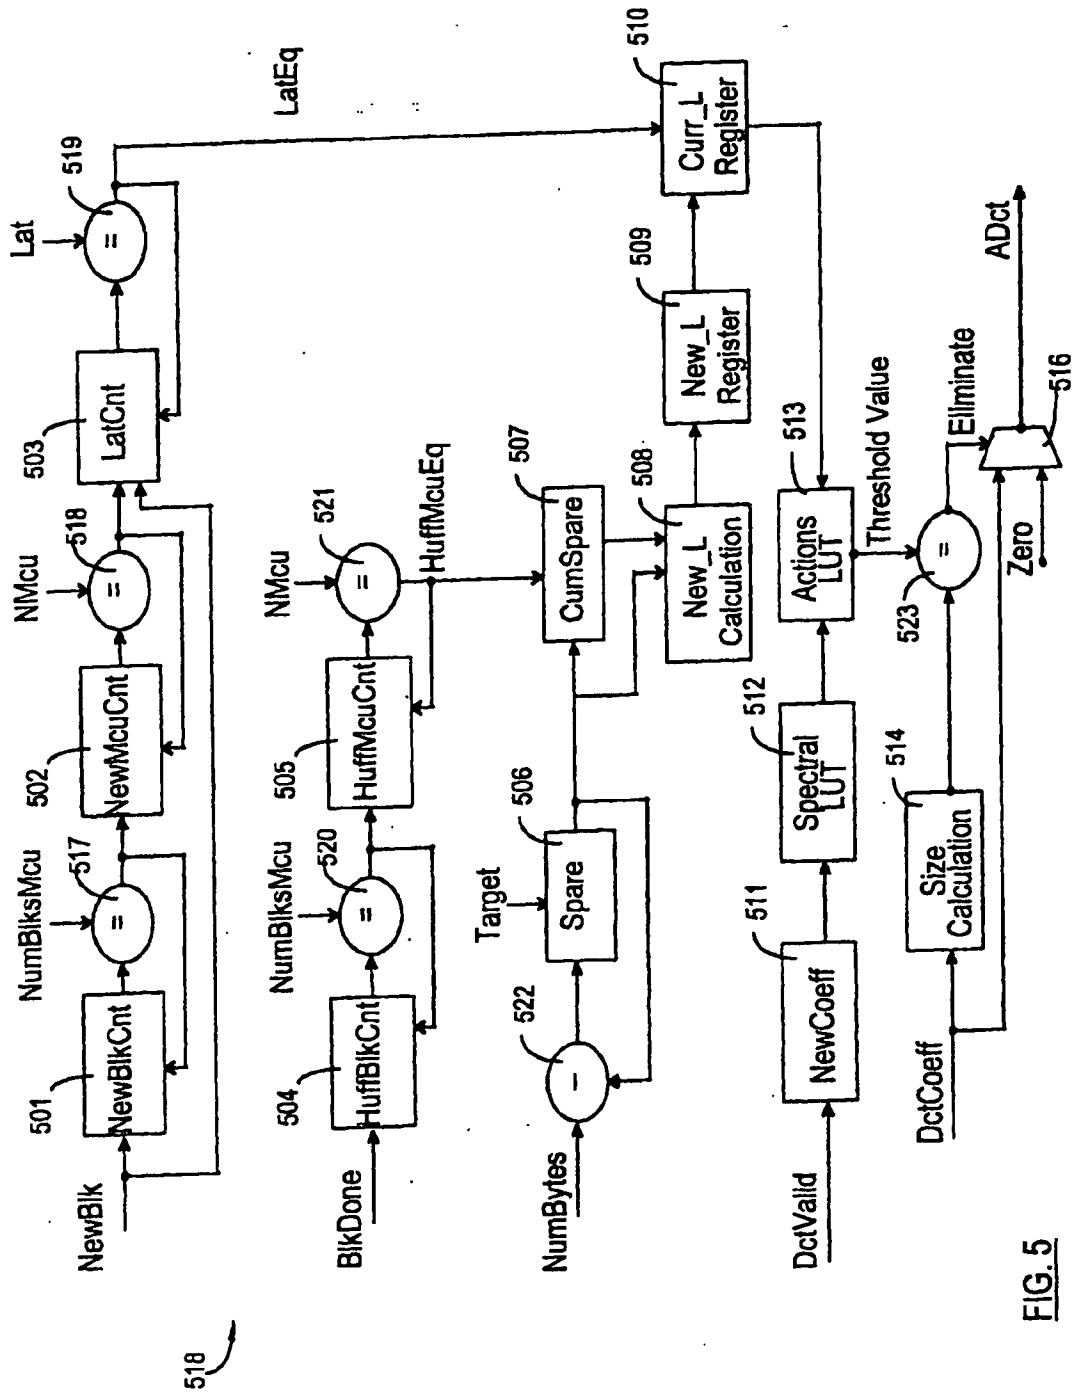 518
NewBlk
501
NewBlkCnt
NumBlksMcu
517
=
502
NewMcuCnt
NMcu
518
=
503
LatCnt
Lat
519
=
LatEq
BlkDone
504
HuffBlkCnt
NumBlksMcu
520
=
505
HuffMcuCnt
NMcu
521
=
HuffMcuEq
NumBytes
522
-
Target
506
Spare
507
CumSpare
508
New_L
Calculation
509
New_L
Register
510
Curr_L
Register
DctValid
511
NewCoeff
512
Spectral
LUT
513
Actions
LUT
Threshold Value
DctCoeff
514
Size
Calculation
523
=
Eliminate
Zero
516
ADct
FIG. 5